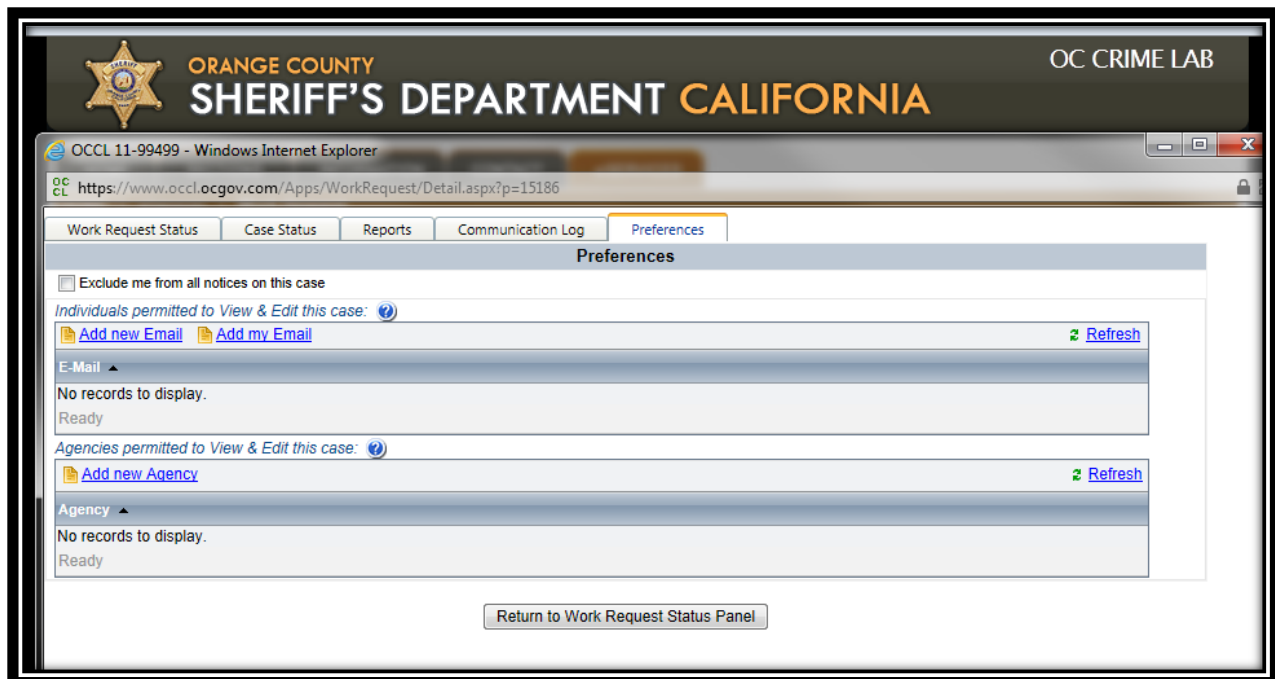 OC CRIME LAB
ORANGE COUNTY
SHERIFF'S DEPARTMENT CALIFORNIA
OCCL 11-99499 - Windows Internet Explorer
OC
CL https://www.occl.ocgov.com/Apps/WorkRequest/Detail.aspx?p=15186
Work Request Status Case Status Reports Communication Log Preferences
Preferences
Exclude me from all notices on this case
Individuals permitted to View & Edit this case: ?
Add new Email Add my Email Refresh
E-Mail
No records to display.
Ready
Agencies permitted to View & Edit this case: ?
Add new Agency Refresh
Agency
No records to display.
Ready
Return to Work Request Status Panel